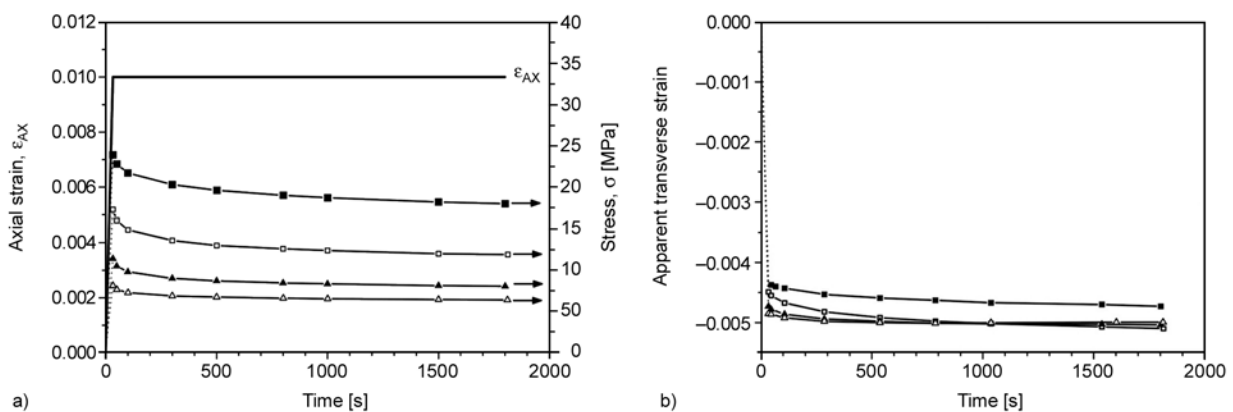 0.012
0.010
0.008
0.006
0.004
0.002
0.000
Axial strain, εAX
εAX
40
35
30
25
20
15
10
50
0
Stress, σ [MPa]
0 500 1000 1500 2000
Time [s]
a)
0.000
–0.001
–0.002
–0.003
–0.004
–0.005
Apparent transverse strain
0 500 1000 1500 2000
Time [s]
b)